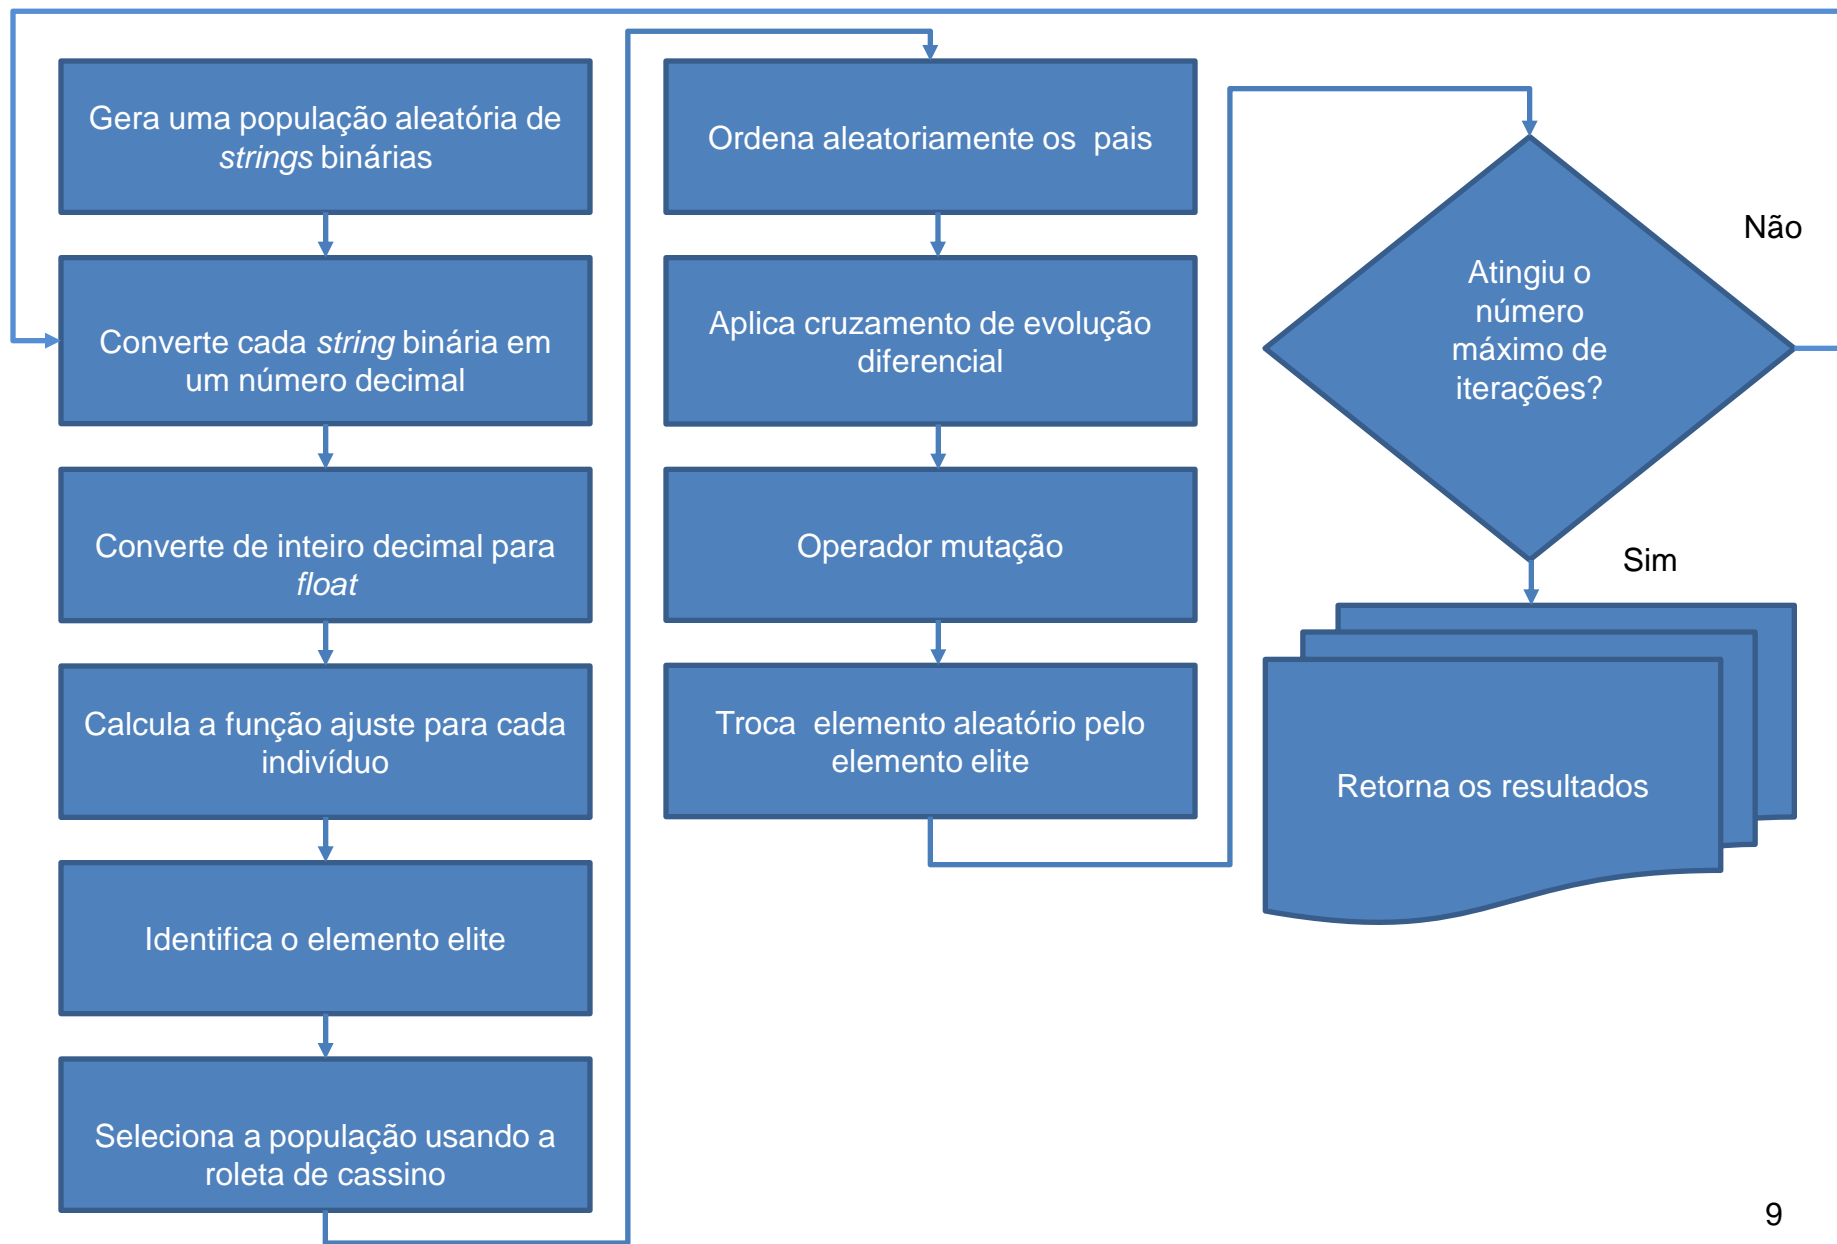 Gera uma população aleatória de
strings binárias
Converte cada string binária em
um número decimal
Converte de inteiro decimal para
float
Calcula a função ajuste para cada
indivíduo
Identifica o elemento elite
Seleciona a população usando a
roleta de cassino
Ordena aleatoriamente os  pais
Aplica cruzamento de evolução
diferencial
Operador mutação
Troca  elemento aleatório pelo
elemento elite
Atingiu o
número
máximo de
iterações?
Não
Sim
Retorna os resultados
9